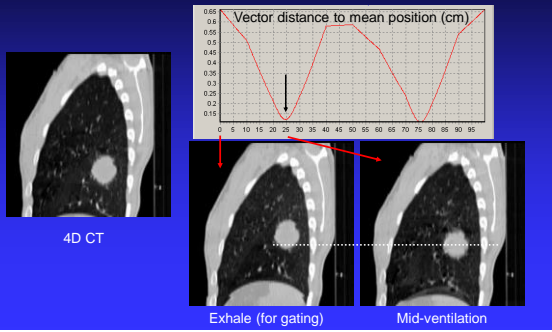 Vector distance to mean position (cm)
0.65
0.6
0.55
0.5
0.45
0.4
0.35
0.3
0.25
0.2
0.15
0 5 10 15 20 25 30 35 40 45 50 55 60 65 70 75 80 85 90 95
4D CT
Exhale (for gating)
Mid-ventilation